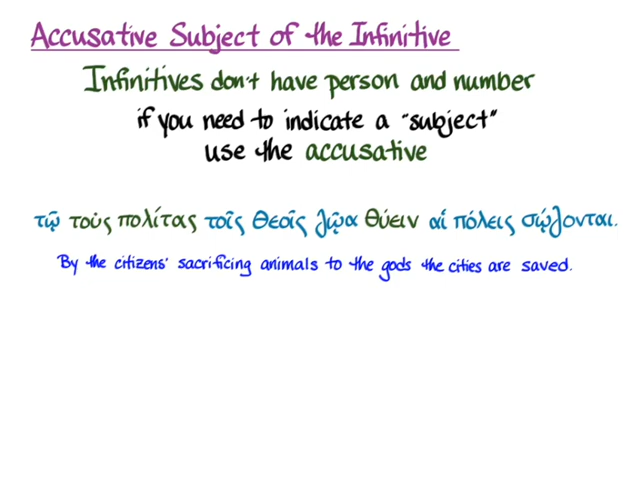 Accusative Subject of the Infinitive
Infinitives don't have person and number
if you need to indicate a "subject"
use the accusative
τῷ τοὺς πολίτας τοῖς θεοῖς ζῷα θύειν αἱ πόλεις σῴζονται.
By the citizens' sacrificing animals to the gods the cities are saved.